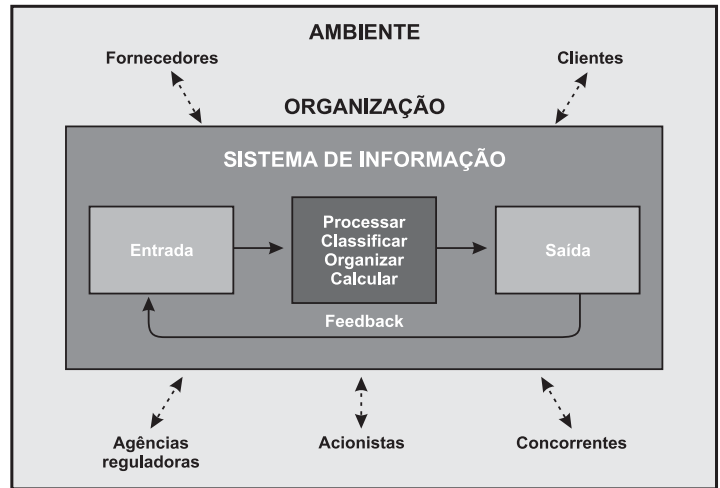 AMBIENTE
Fornecedores
Clientes
ORGANIZAÇÃO
SISTEMA DE INFORMAÇÃO
Entrada
Processar
Classificar
Organizar
Calcular
Saída
Feedback
Agências
reguladoras
Acionistas
Concorrentes